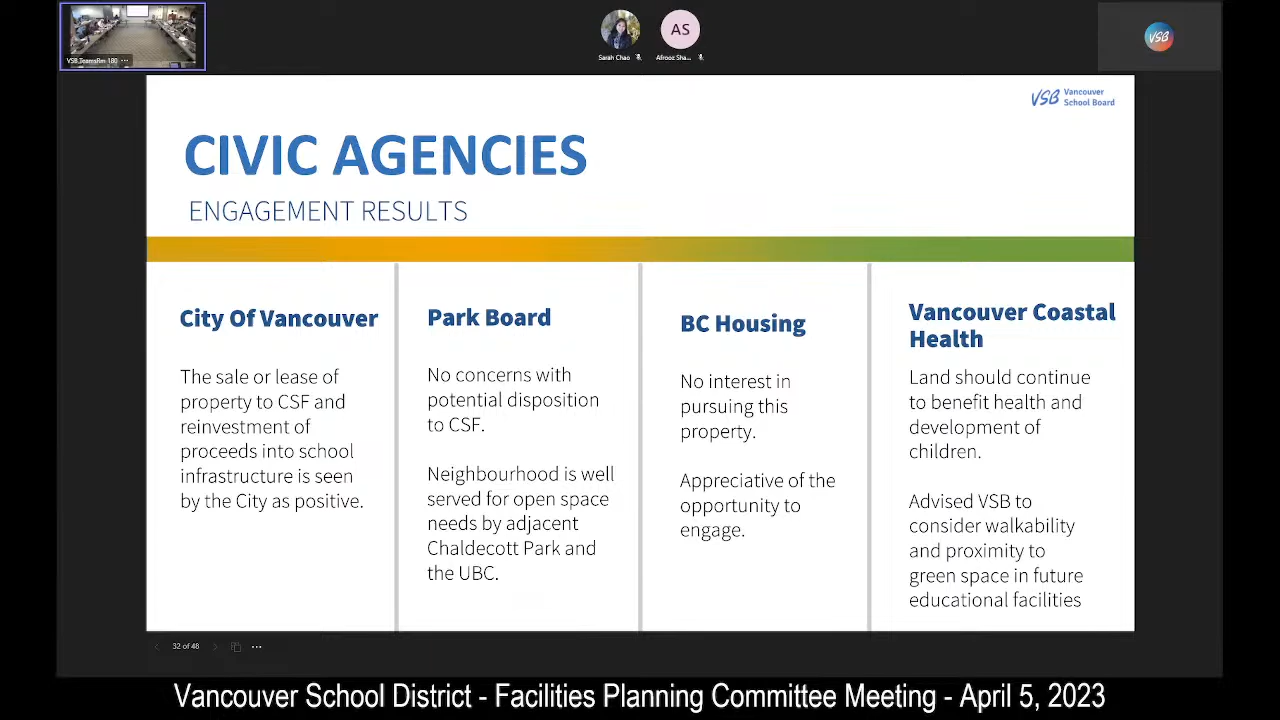 VSB TeamsRm 180
Sarah Chao
AS
Afrooz Sha...
VSB
VSB Vancouver
School Board
CIVIC AGENCIES
ENGAGEMENT RESULTS
City Of Vancouver
The sale or lease of
property to CSF and
reinvestment of
proceeds into school
infrastructure is seen
by the City as positive.
Park Board
No concerns with
potential disposition
to CSF.
Neighbourhood is well
served for open space
needs by adjacent
Chaldecott Park and
the UBC.
BC Housing
No interest in
pursuing this
property.
Appreciative of the
opportunity to
engage.
Vancouver Coastal
Health
Land should continue
to benefit health and
development of
children.
Advised VSB to
consider walkability
and proximity to
green space in future
educational facilities
32 of 48
Vancouver School District - Facilities Planning Committee Meeting - April 5, 2023